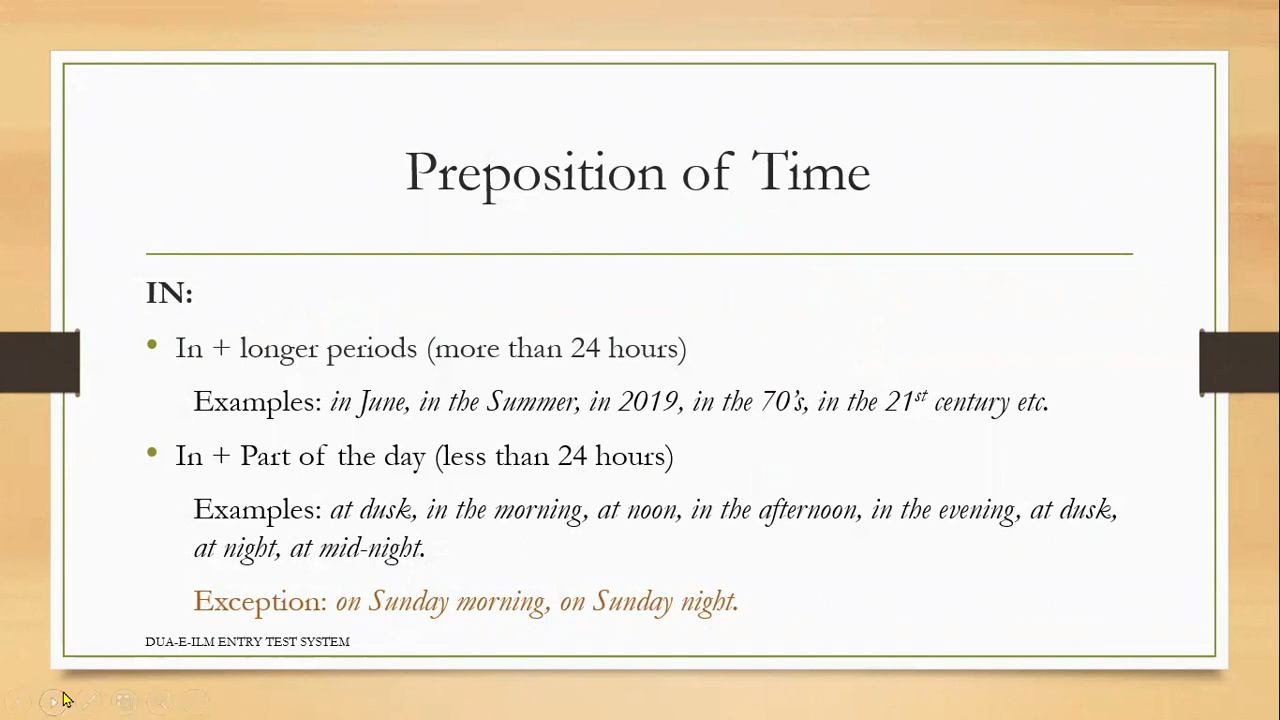 Preposition of Time
IN:
• In + longer periods (more than 24 hours)
Examples: in June, in the Summer, in 2019, in the 70's, in the 21st century etc.
• In + Part of the day (less than 24 hours)
Examples: at dusk, in the morning, at noon, in the afternoon, in the evening, at dusk,
at night, at mid-night.
Exception: on Sunday morning, on Sunday night.
DUA-E-ILM ENTRY TEST SYSTEM